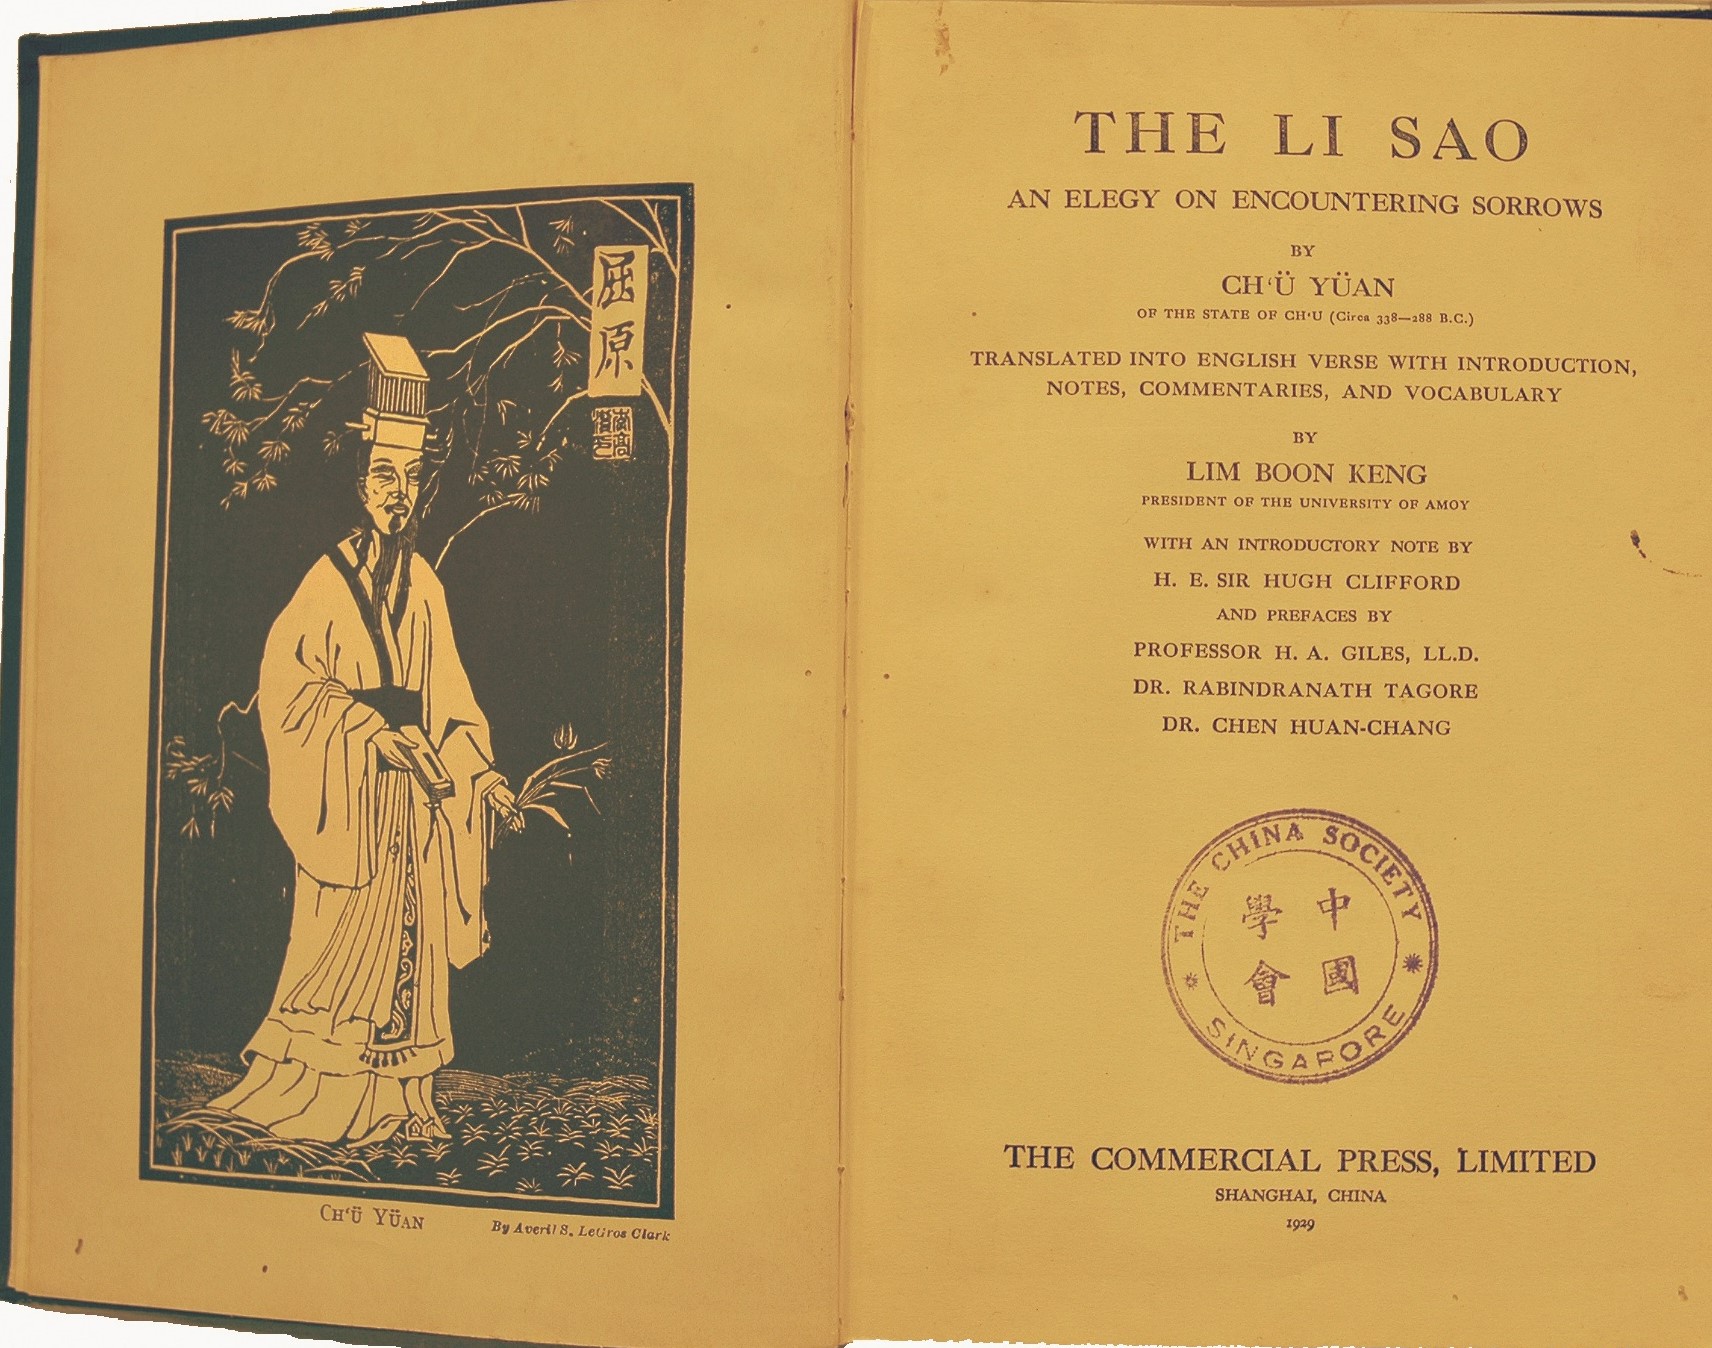 屈原
CH‘Ü YÜAN
By Averil S. LeGros Clark
THE LI SAO
AN ELEGY ON ENCOUNTERING SORROWS
BY
CH‘Ü YÜAN
OF THE STATE OF CH‘U (Circa 338—288 B.C.)
TRANSLATED INTO ENGLISH VERSE WITH INTRODUCTION,
NOTES, COMMENTARIES, AND VOCABULARY
BY
LIM BOON KENG
PRESIDENT OF THE UNIVERSITY OF AMOY
WITH AN INTRODUCTORY NOTE BY
H. E. SIR HUGH CLIFFORD
AND PREFACES BY
PROFESSOR H. A. GILES, LL.D.
DR. RABINDRANATH TAGORE
DR. CHEN HUAN-CHANG
THE CHINA SOCIETY
中國
學會
SINGAPORE
THE COMMERCIAL PRESS, LIMITED
SHANGHAI, CHINA
1929